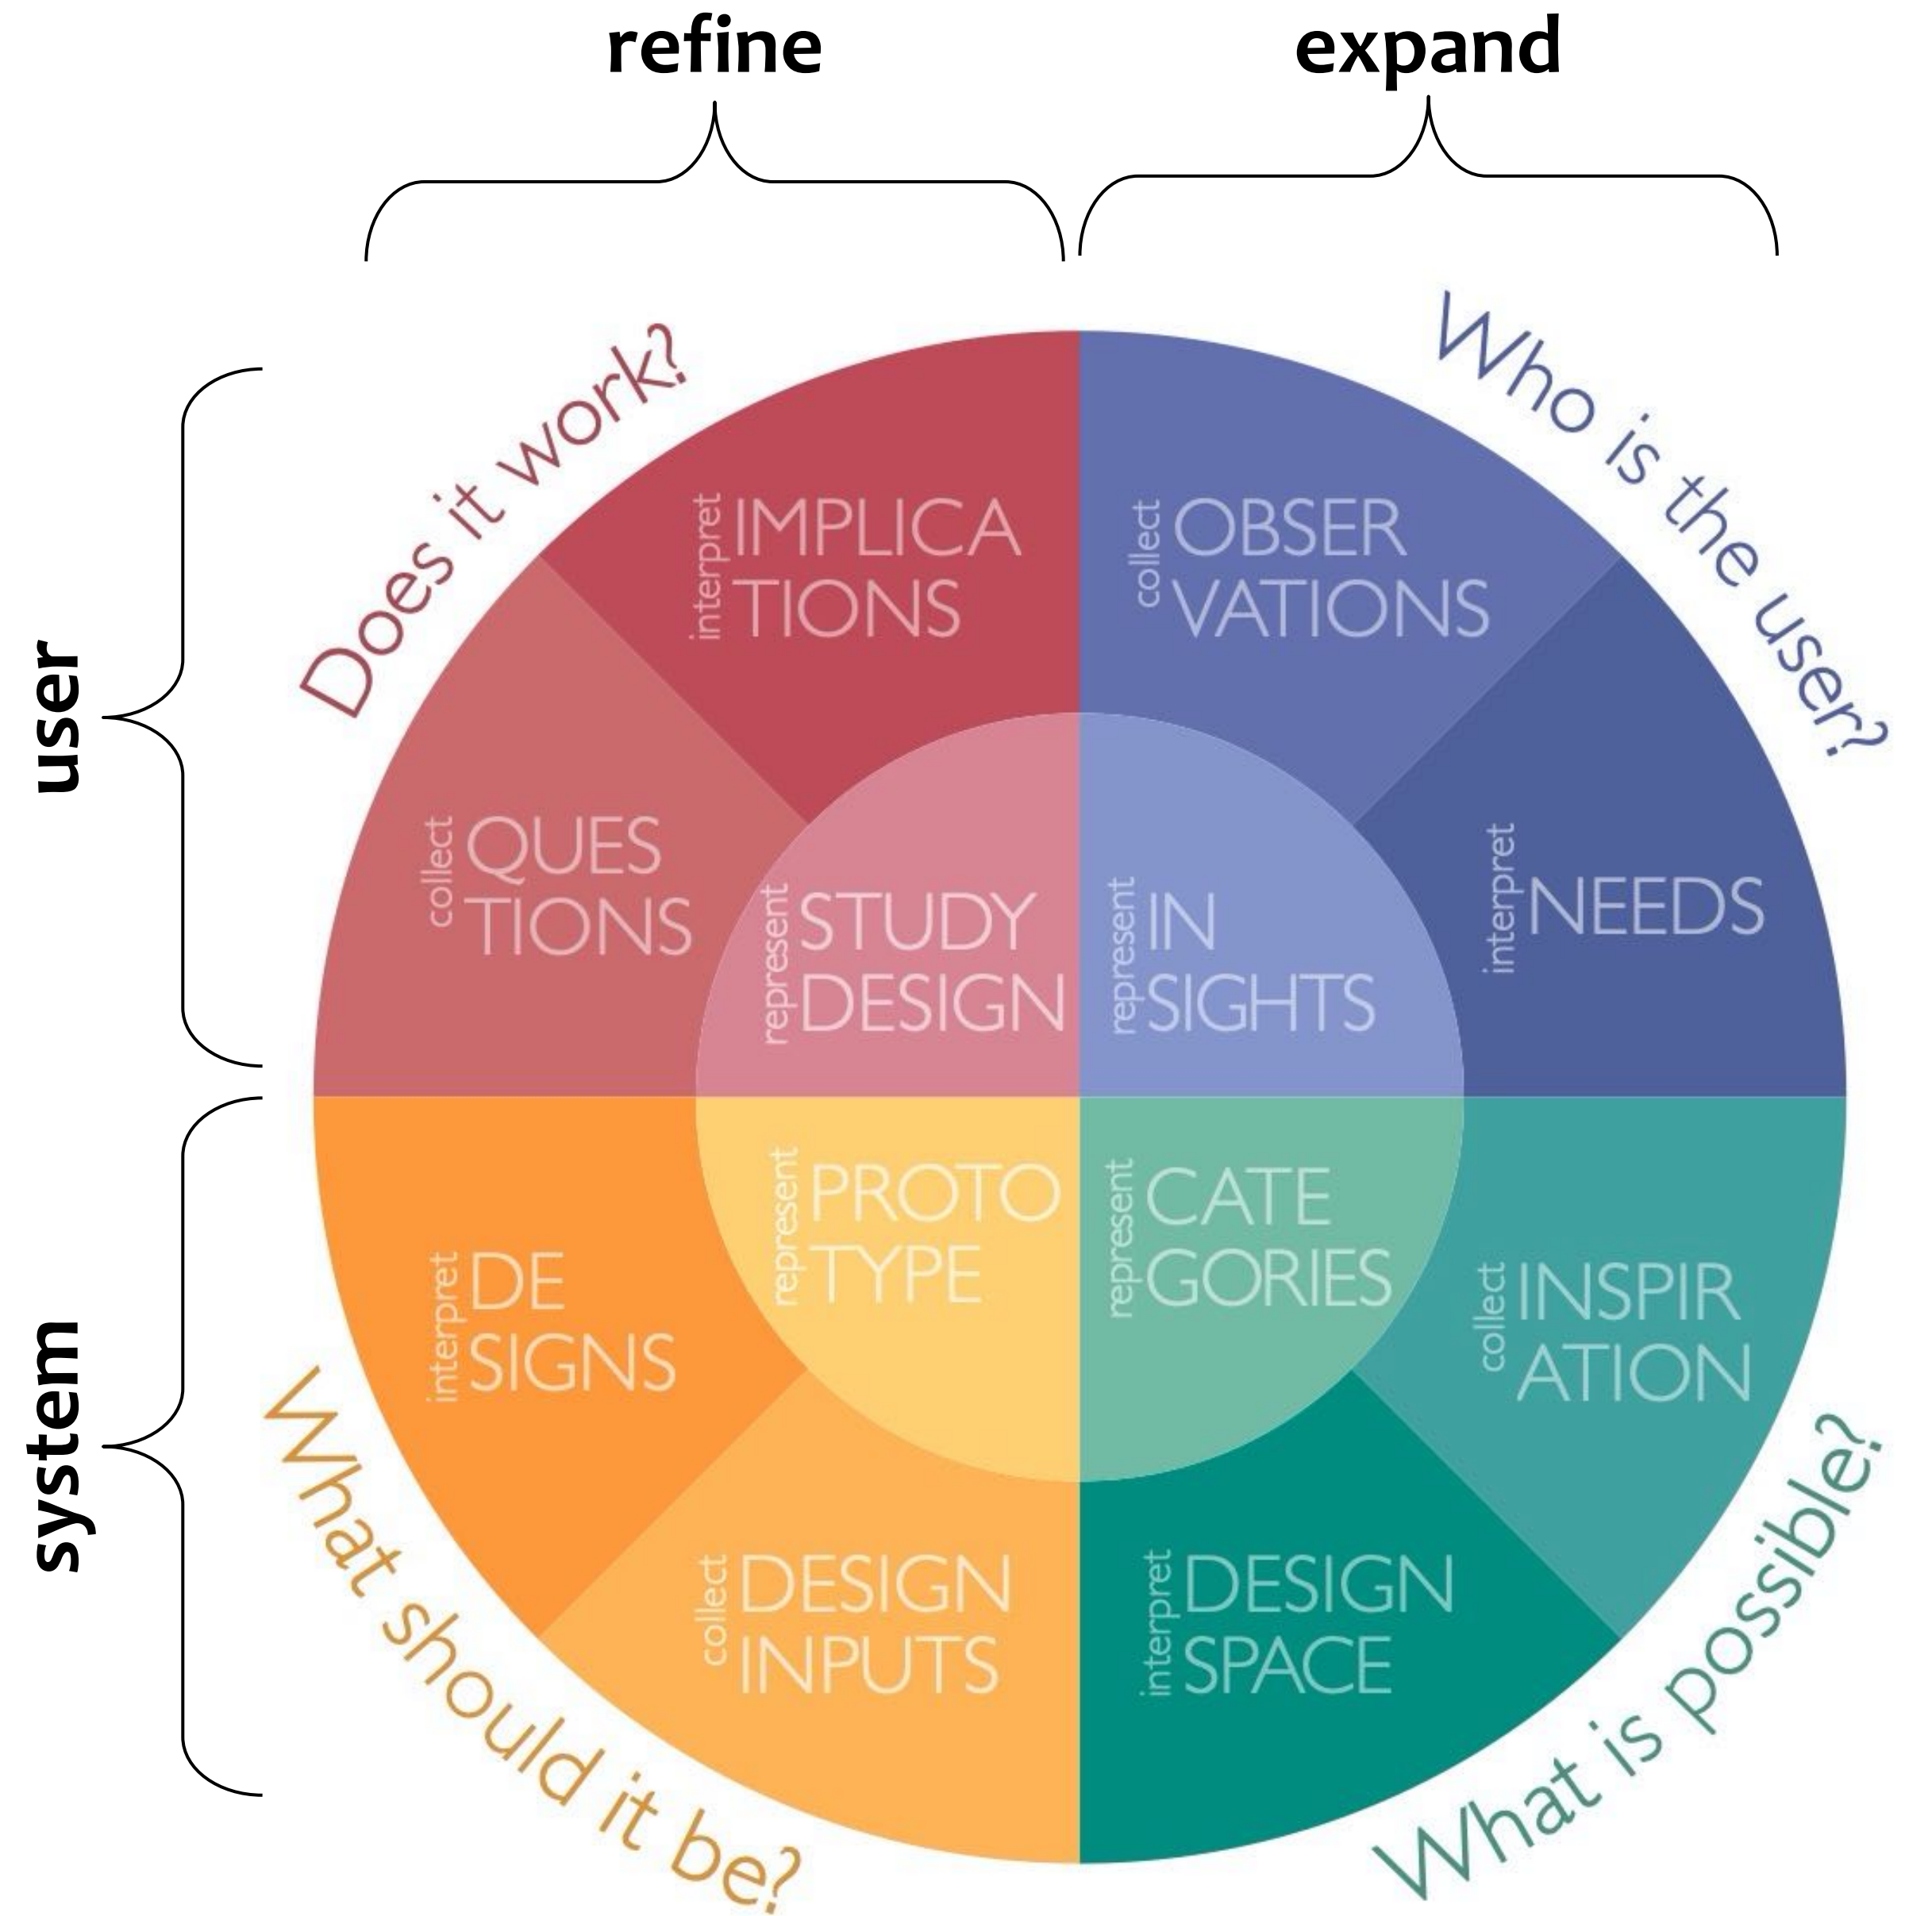 refine
expand
user
system
Does it work?
Who is the user?
What should it be?
What is possible?
interpret
IMPLICA
TIONS
collect
OBSER
VATIONS
collect
QUES
TIONS
represent
STUDY
DESIGN
represent
IN
SIGHTS
interpret
NEEDS
interpret
DE
SIGNS
represent
PROTO
TYPE
represent
CATE
GORIES
collect
INSPIR
ATION
collect
DESIGN
INPUTS
interpret
DESIGN
SPACE